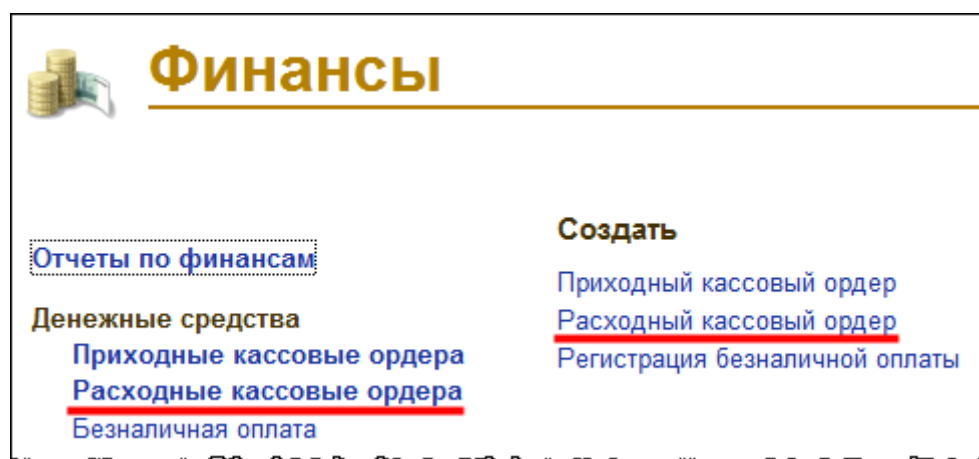 Финансы
Отчеты по финансам
Денежные средства
Приходные кассовые ордера
Расходные кассовые ордера
Безналичная оплата
Создать
Приходный кассовый ордер
Расходный кассовый ордер
Регистрация безналичной оплаты